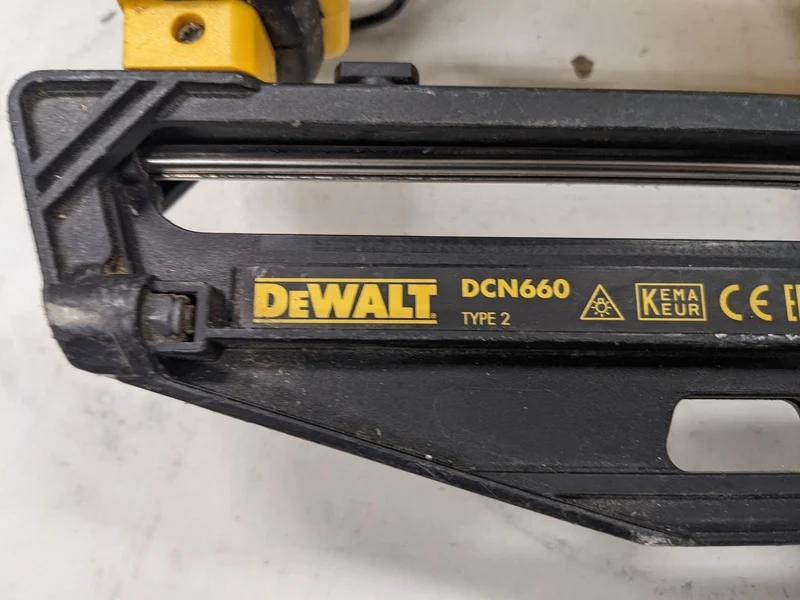 DEWALT
DCN660
TYPE 2
KEMA
KEUR
CE